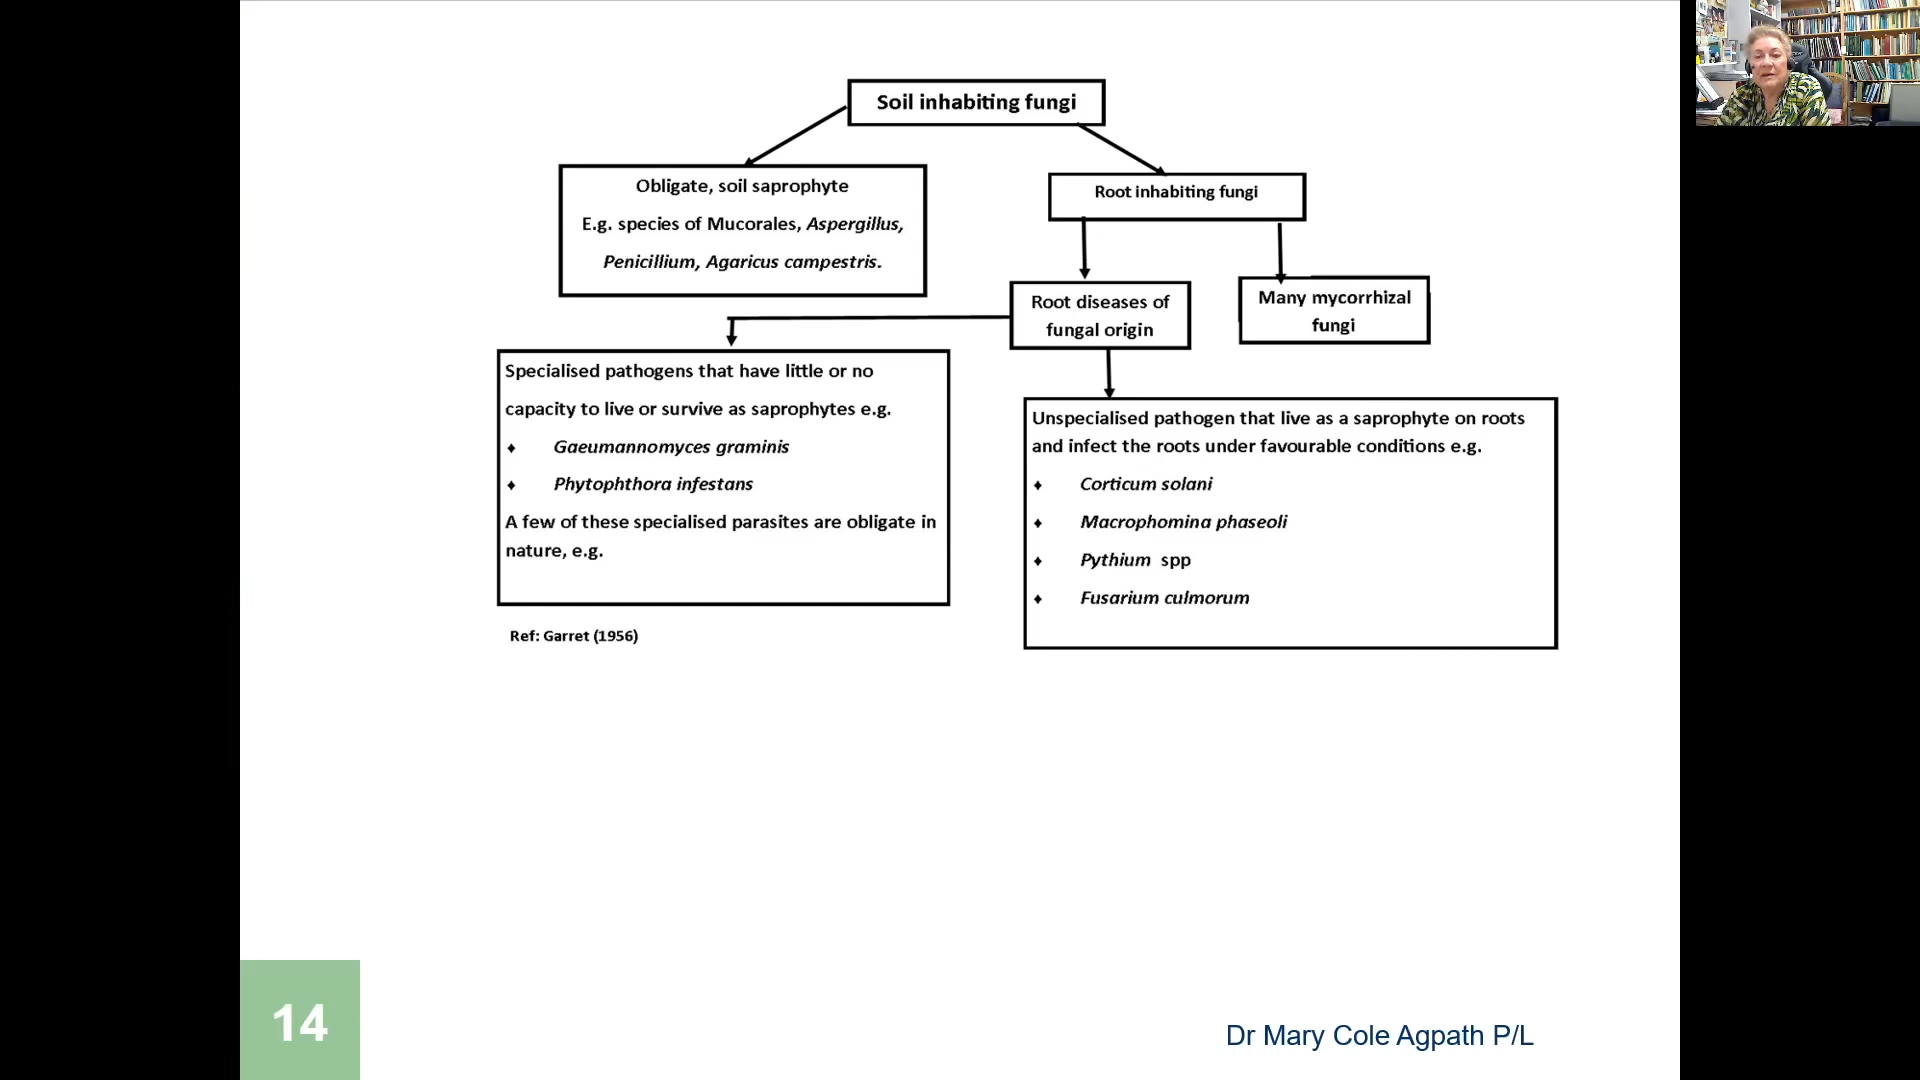 Soil inhabiting fungi
Obligate, soil saprophyte
E.g. species of Mucorales, Aspergillus,
Penicillium, Agaricus campestris.
Root inhabiting fungi
Root diseases of
fungal origin
Many mycorrhizal
fungi
Specialised pathogens that have little or no
capacity to live or survive as saprophytes e.g.
♦ Gaeumannomyces graminis
♦ Phytophthora infestans
A few of these specialised parasites are obligate in
nature, e.g.
Unspecialised pathogen that live as a saprophyte on roots
and infect the roots under favourable conditions e.g.
♦ Corticum solani
♦ Macrophomina phaseoli
♦ Pythium spp
♦ Fusarium culmorum
Ref: Garret (1956)
14
Dr Mary Cole Agpath P/L